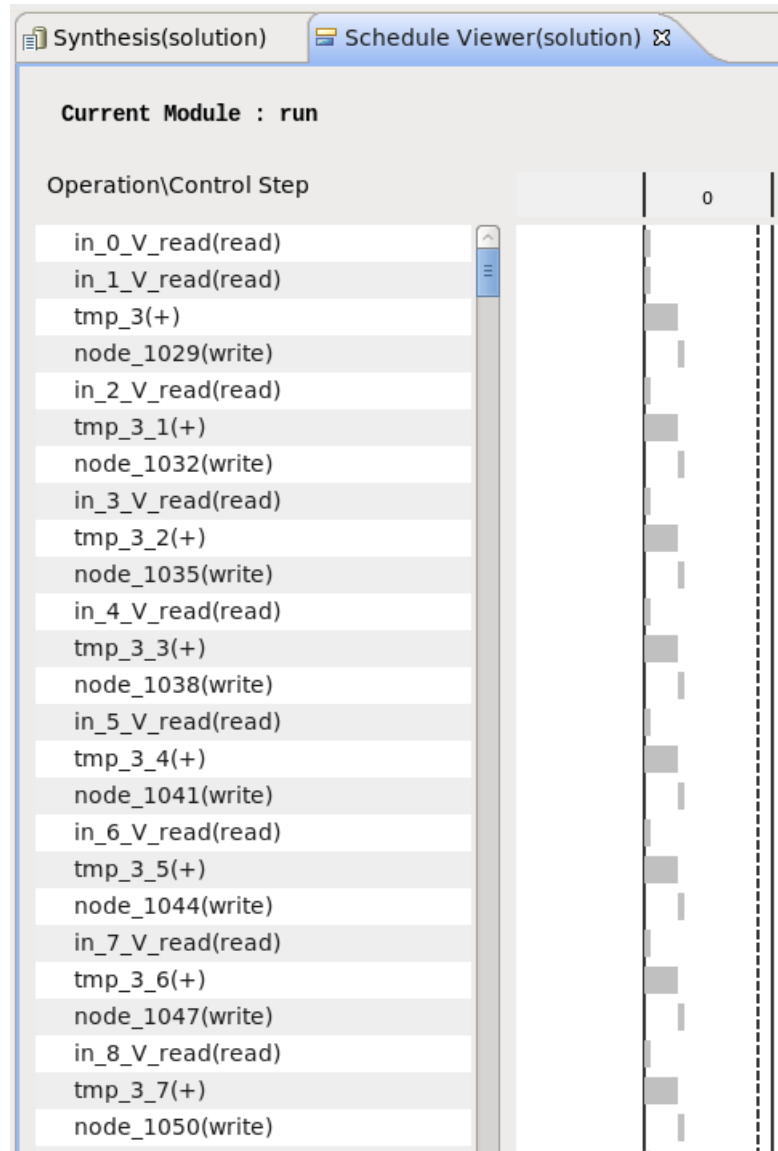 Synthesis(solution) Schedule Viewer(solution)
Current Module : run
Operation\Control Step 0
in_0_V_read(read)
in_1_V_read(read)
tmp_3(+)
node_1029(write)
in_2_V_read(read)
tmp_3_1(+)
node_1032(write)
in_3_V_read(read)
tmp_3_2(+)
node_1035(write)
in_4_V_read(read)
tmp_3_3(+)
node_1038(write)
in_5_V_read(read)
tmp_3_4(+)
node_1041(write)
in_6_V_read(read)
tmp_3_5(+)
node_1044(write)
in_7_V_read(read)
tmp_3_6(+)
node_1047(write)
in_8_V_read(read)
tmp_3_7(+)
node_1050(write)